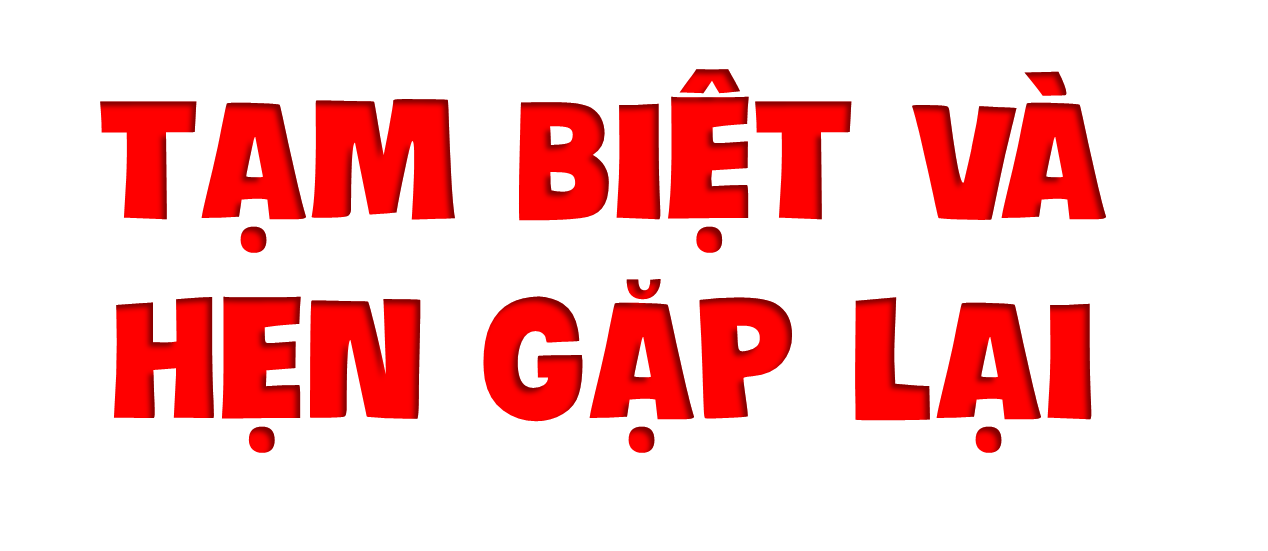 TẠM BIỆT VÀ
HẸN GẶP LẠI